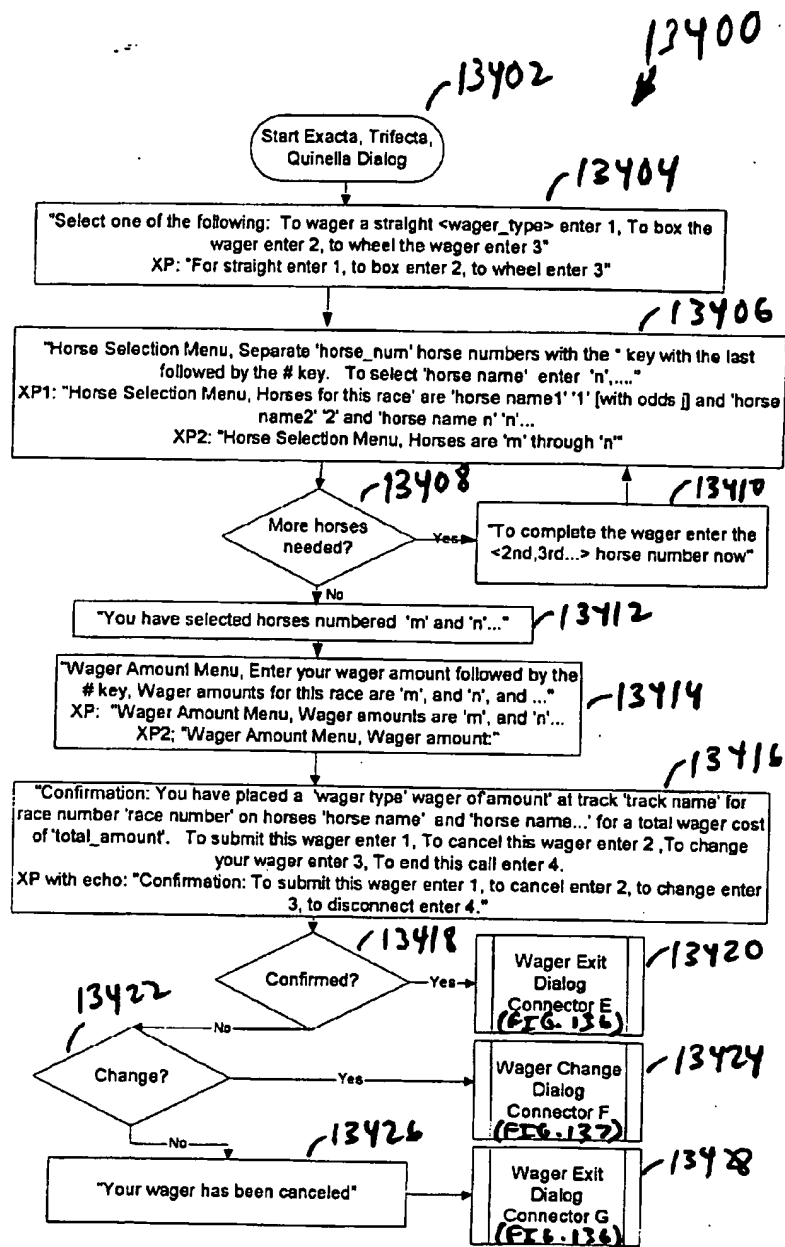 13400
13402
Start Exacta, Trifecta,
Quinella Dialog
13404
"Select one of the following: To wager a straight <wager_type> enter 1, To box the
wager enter 2, to wheel the wager enter 3"
XP: "For straight enter 1, to box enter 2, to wheel enter 3"
13406
"Horse Selection Menu, Separate 'horse_num' horse numbers with the * key with the last
followed by the # key. To select 'horse name' enter 'n',...."
XP1: "Horse Selection Menu, Horses for this race' are 'horse name1' '1' [with odds j] and 'horse
name2' '2' and 'horse name n' 'n'...
XP2: "Horse Selection Menu, Horses are 'm' through 'n'"
13408
More horses
needed?
Yes
13410
"To complete the wager enter the
<2nd,3rd...> horse number now"
No
"You have selected horses numbered 'm' and 'n'..."
13412
"Wager Amount Menu, Enter your wager amount followed by the
# key, Wager amounts for this race are 'm', and 'n', and ..."
XP: "Wager Amount Menu, Wager amounts are 'm', and 'n'...
XP2; "Wager Amount Menu, Wager amount:"
13414
13416
"Confirmation: You have placed a 'wager type' wager of amount' at track 'track name' for
race number 'race number' on horses 'horse name' and 'horse name...' for a total wager cost
of 'total_amount'. To submit this wager enter 1, To cancel this wager enter 2 ,To change
your wager enter 3, To end this call enter 4.
XP with echo: "Confirmation: To submit this wager enter 1, to cancel enter 2, to change enter
3, to disconnect enter 4."
13418
Confirmed?
Yes
Wager Exit
Dialog
Connector E
(FIG. 136)
13420
No
13422
Change?
Yes
Wager Change
Dialog
Connector F
(FIG. 137)
13424
No
13426
"Your wager has been canceled"
Wager Exit
Dialog
Connector G
(FIG. 136)
13428